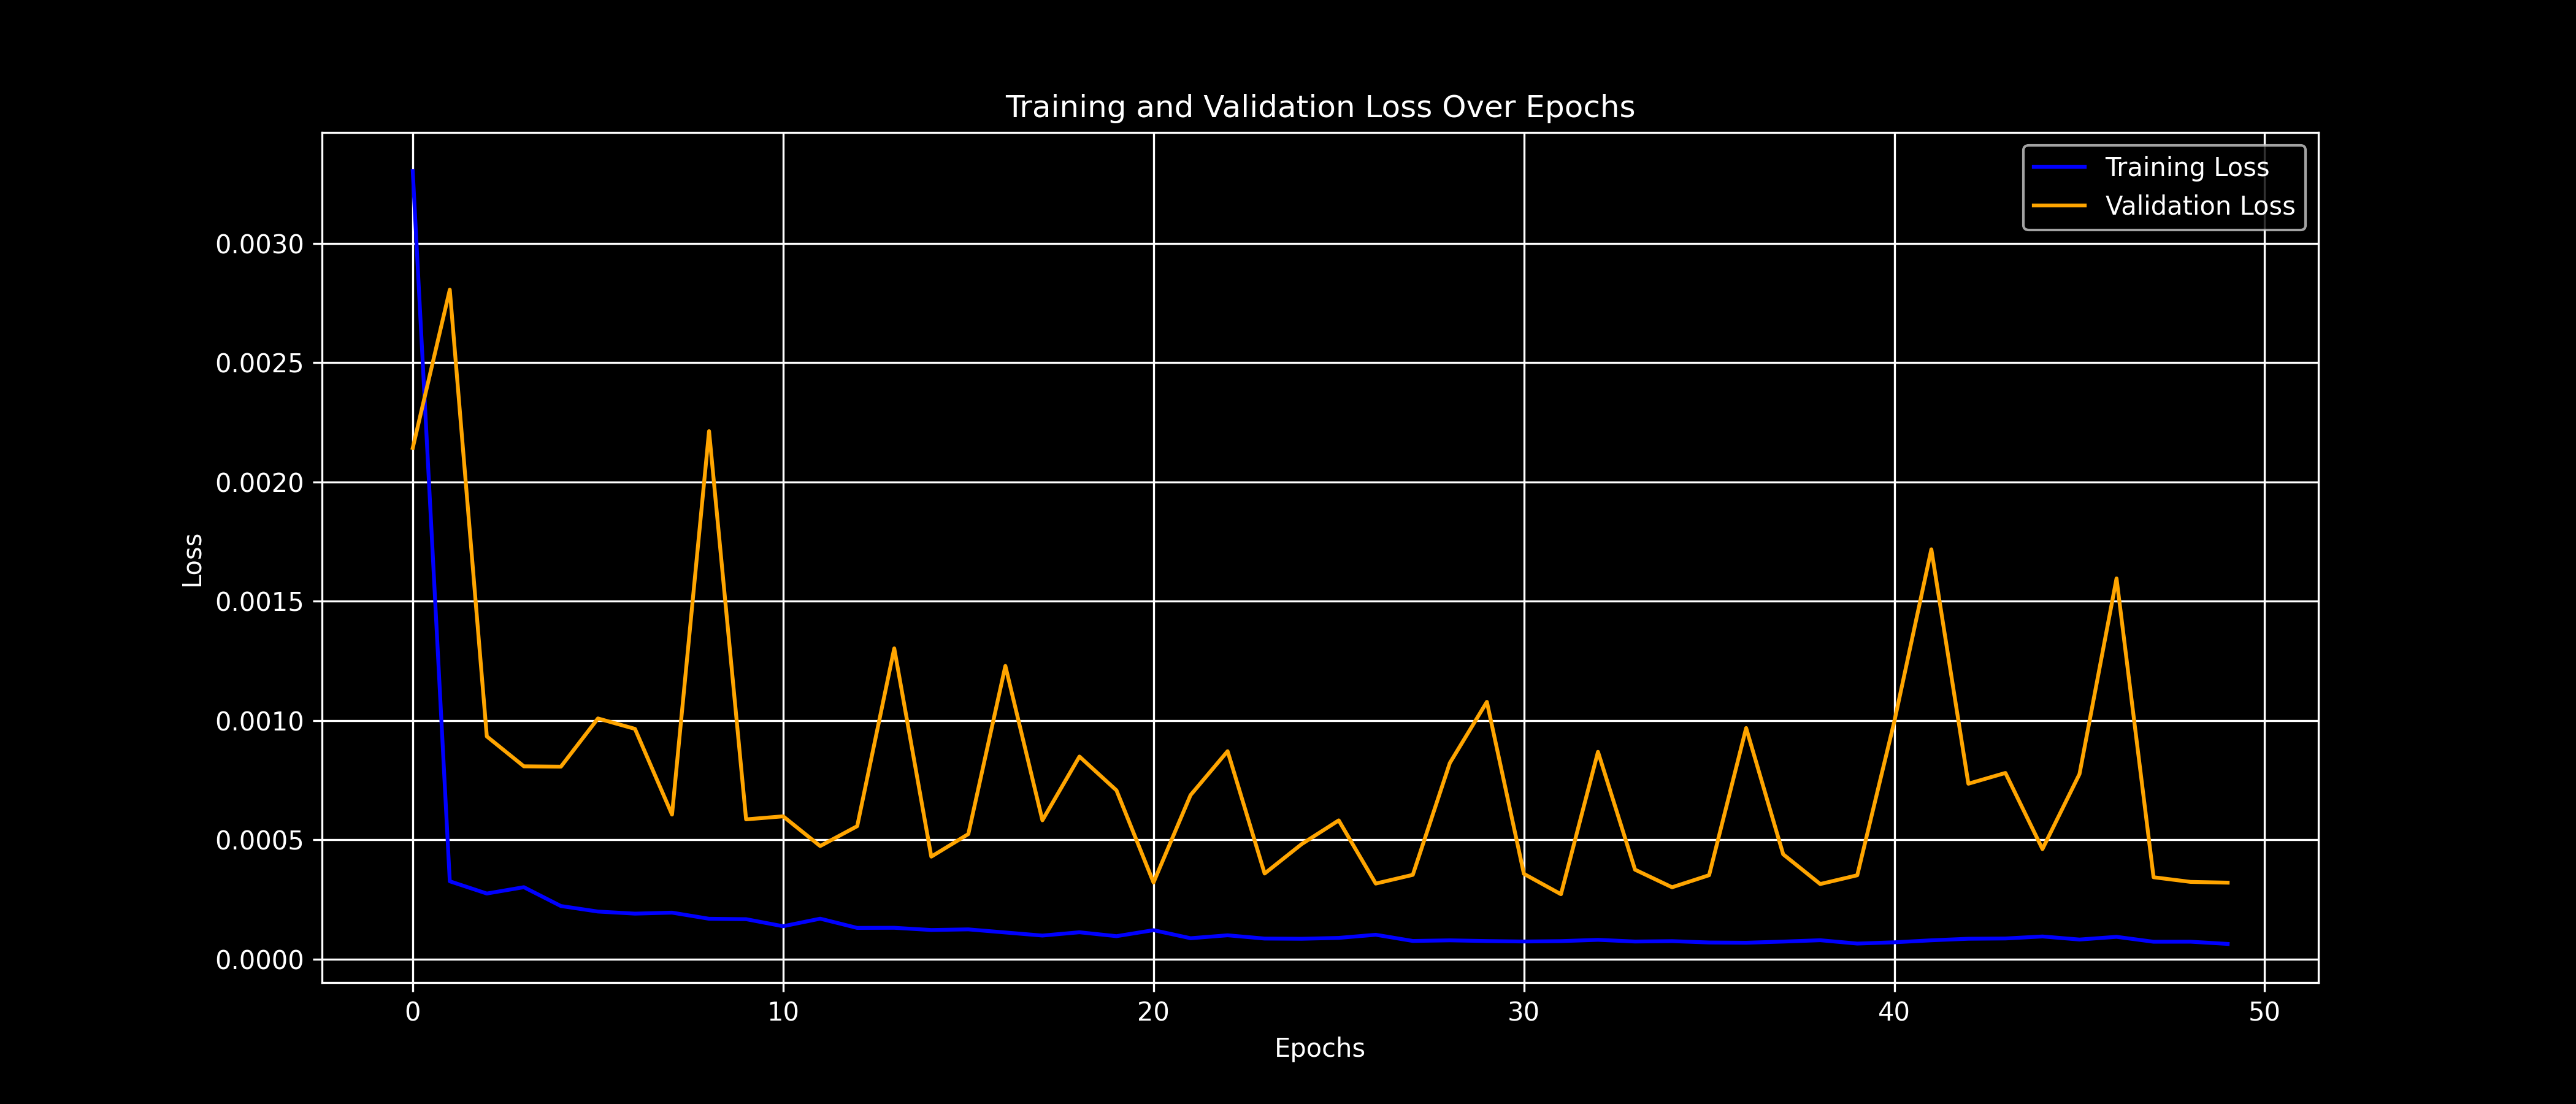 Training and Validation Loss Over Epochs
Training Loss
Validation Loss
0.0030
0.0025
0.0020
0.0015
0.0010
0.0005
0.0000
Loss
0 10 20 30 40 50
Epochs